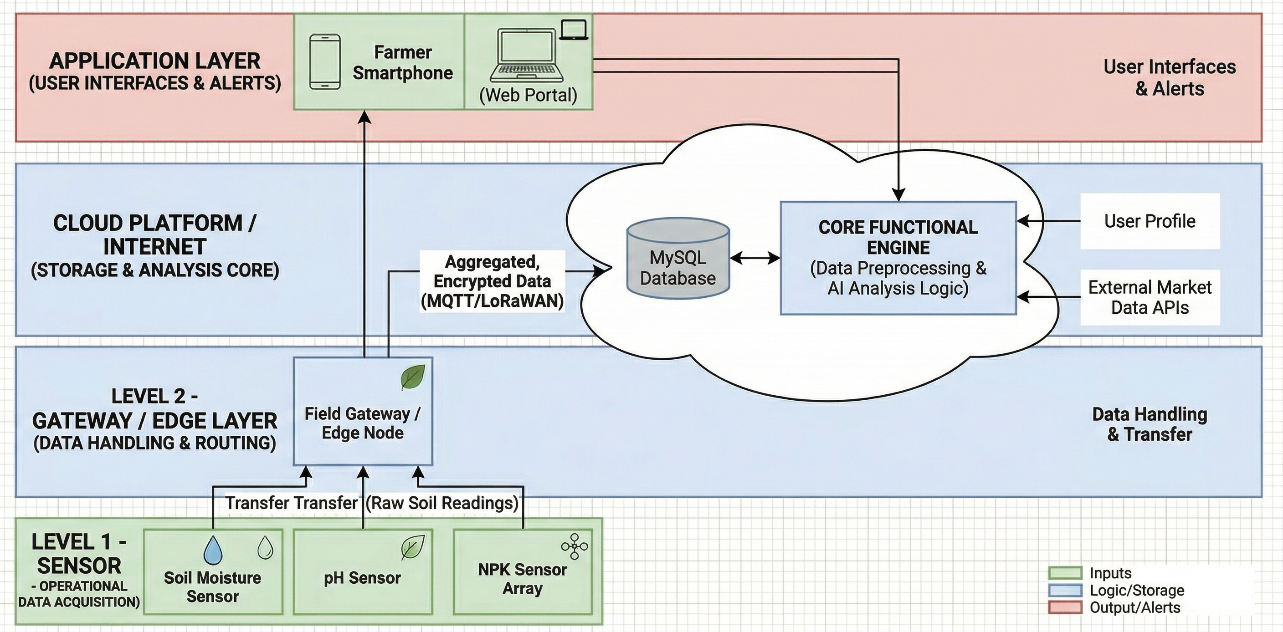 APPLICATION LAYER
(USER INTERFACES & ALERTS)
Farmer
Smartphone
(Web Portal)
User Interfaces
& Alerts
CLOUD PLATFORM /
INTERNET
(STORAGE & ANALYSIS CORE)
Aggregated,
Encrypted Data
(MQTT/LoRaWAN)
MySQL
Database
CORE FUNCTIONAL
ENGINE
(Data Preprocessing &
AI Analysis Logic)
User Profile
External Market
Data APIs
LEVEL 2 -
GATEWAY / EDGE LAYER
(DATA HANDLING & ROUTING)
Field Gateway /
Edge Node
Data Handling
& Transfer
Transfer Transfer (Raw Soil Readings)
LEVEL 1 -
SENSOR
- OPERATIONAL
DATA ACQUISITION)
Soil Moisture
Sensor
pH Sensor
NPK Sensor
Array
Inputs
Logic/Storage
Output/Alerts